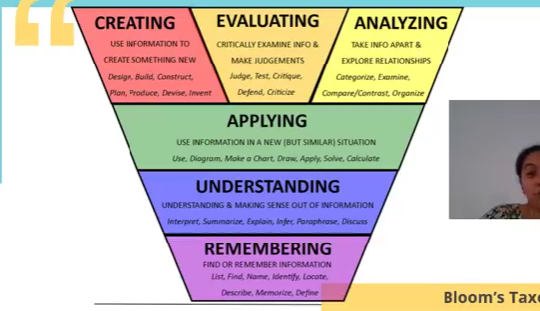 CREATING
USE INFORMATION TO
CREATE SOMETHING NEW
Design, Build, Construct,
Plan, Produce, Devise, Invent
EVALUATING
CRITICALLY EXAMINE INFO &
MAKE JUDGEMENTS
Judge, Test, Critique,
Defend, Criticize
ANALYZING
TAKE INFO APART &
EXPLORE RELATIONSHIPS
Categorize, Examine,
Compare/Contrast, Organize
APPLYING
USE INFORMATION IN A NEW (BUT SIMILAR) SITUATION
Use, Diagram, Make a Chart, Draw, Apply, Solve, Calculate
UNDERSTANDING
UNDERSTANDING & MAKING SENSE OUT OF INFORMATION
Interpret, Summarize, Explain, Infer, Paraphrase, Discuss
REMEMBERING
FIND OR REMEMBER INFORMATION
List, Find, Name, Identify, Locate,
Describe, Memorize, Define
Bloom's Taxo